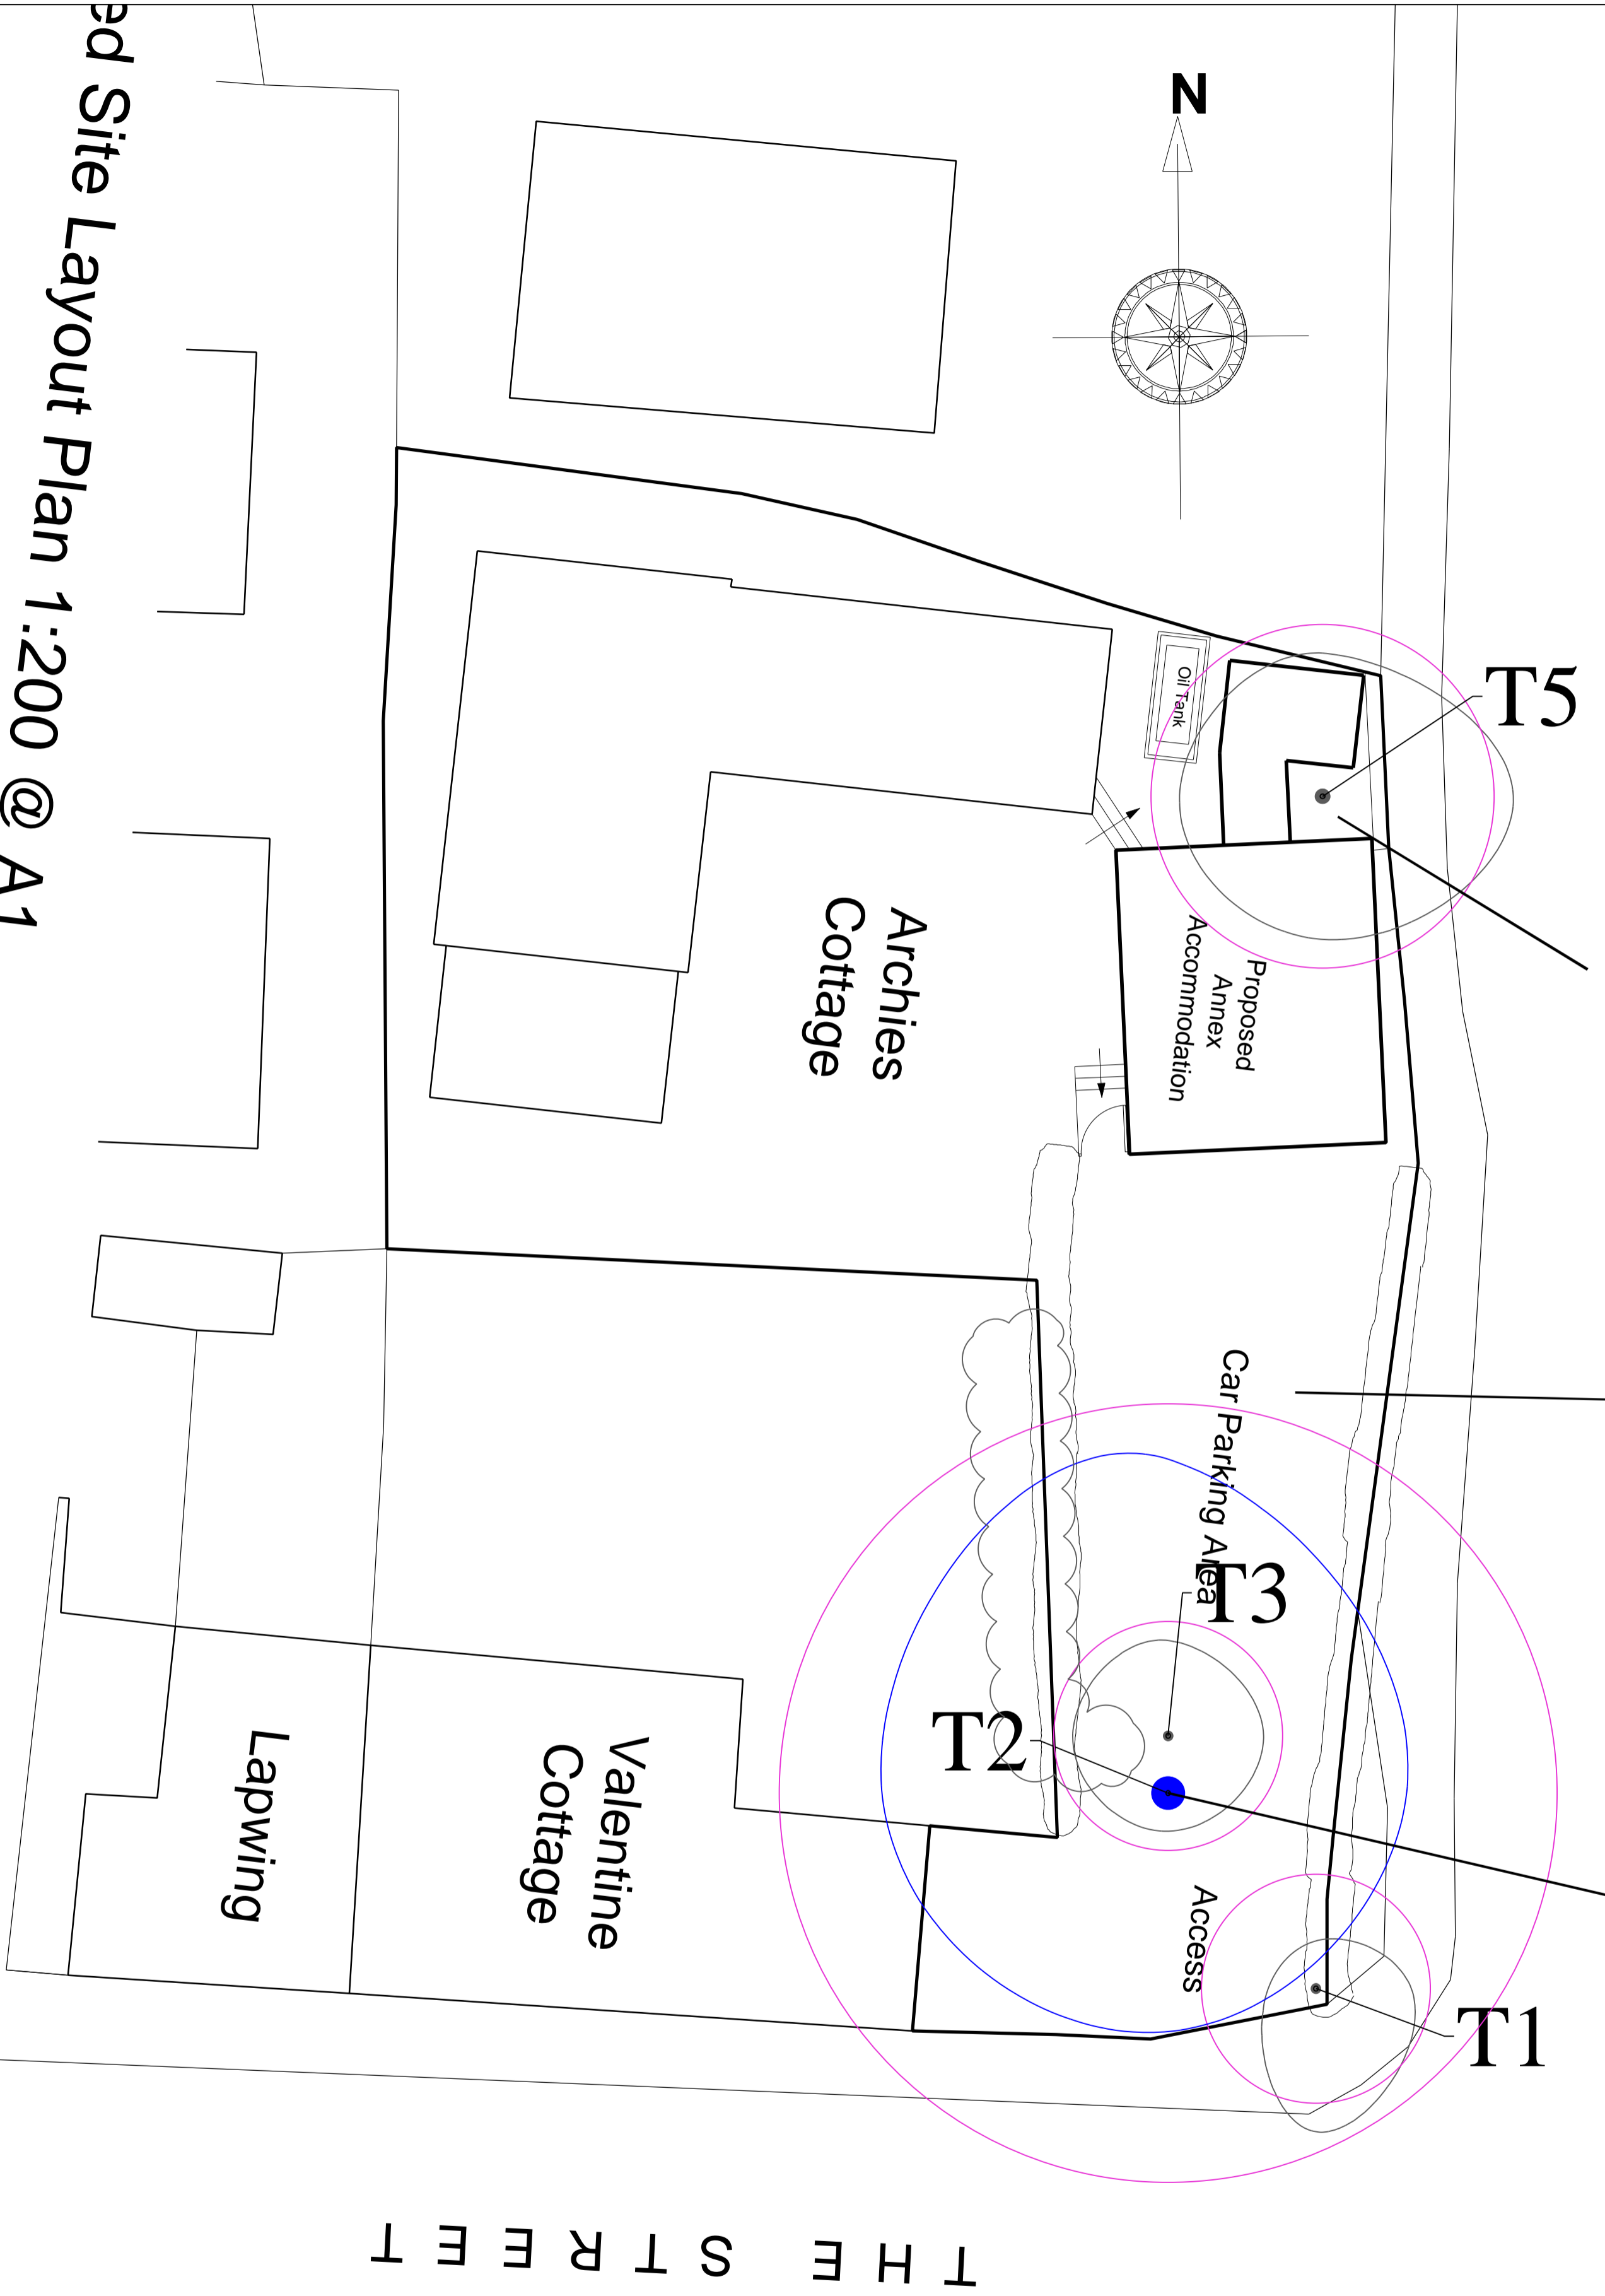 ed Site Layout Plan 1:200 @ A1
N
T5
Oil Tank
Archies
Cottage
Proposed
Annex
Accommodation
Car Parking Area
T3
T2
Valentine
Cottage
Lapwing
Access
T1
THE STREET